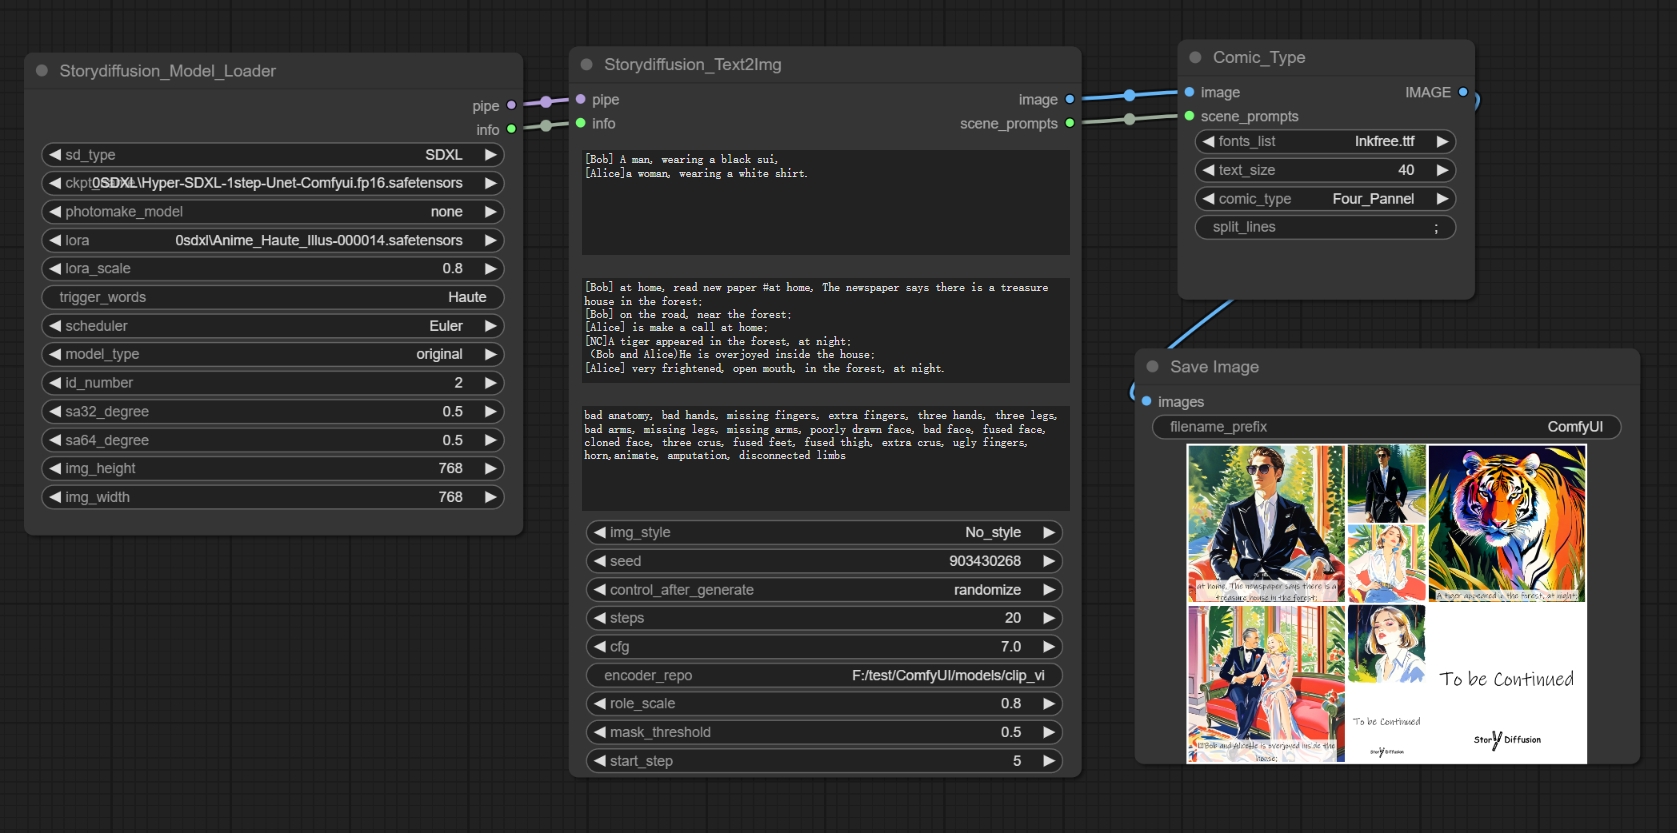 Storydiffusion_Model_Loader
pipe
info
sd_type SDXL
ckpt 0SDXL\Hyper-SDXL-1step-Unet-Comfyui.fp16.safetensors
photomake_model none
lora 0sdxl\Anime_Haute_Illus-000014.safetensors
lora_scale 0.8
trigger_words Haute
scheduler Euler
model_type original
id_number 2
sa32_degree 0.5
sa64_degree 0.5
img_height 768
img_width 768
Storydiffusion_Text2Img
pipe image
info scene_prompts
[Bob] A man, wearing a black sui,
[Alice]a woman, wearing a white shirt.
[Bob] at home, read new paper #at home, The newspaper says there is a treasure
house in the forest;
[Bob] on the road, near the forest;
[Alice] is make a call at home;
[NC]A tiger appeared in the forest, at night;
(Bob and Alice)He is overjoyed inside the house;
[Alice] very frightened, open mouth, in the forest, at night.
bad anatomy, bad hands, missing fingers, extra fingers, three hands, three legs,
bad arms, missing legs, missing arms, poorly drawn face, bad face, fused face,
cloned face, three crus, fused feet, fused thigh, extra crus, ugly fingers,
horn,animate, amputation, disconnected limbs
img_style No_style
seed 903430268
control_after_generate randomize
steps 20
cfg 7.0
encoder_repo F:/test/ComfyUI/models/clip_vi
role_scale 0.8
mask_threshold 0.5
start_step 5
Comic_Type
image IMAGE
scene_prompts
fonts_list Inkfree.ttf
text_size 40
comic_type Four_Pannel
split_lines ;
Save Image
images
filename_prefix ComfyUI
at home, The newspaper says there is a
treasure house in the forest;
A tiger appeared in the forest, at night;
Bob and Alice)He is overjoyed inside the
house;
To be Continued
Story Diffusion
To be Continued
Story Diffusion